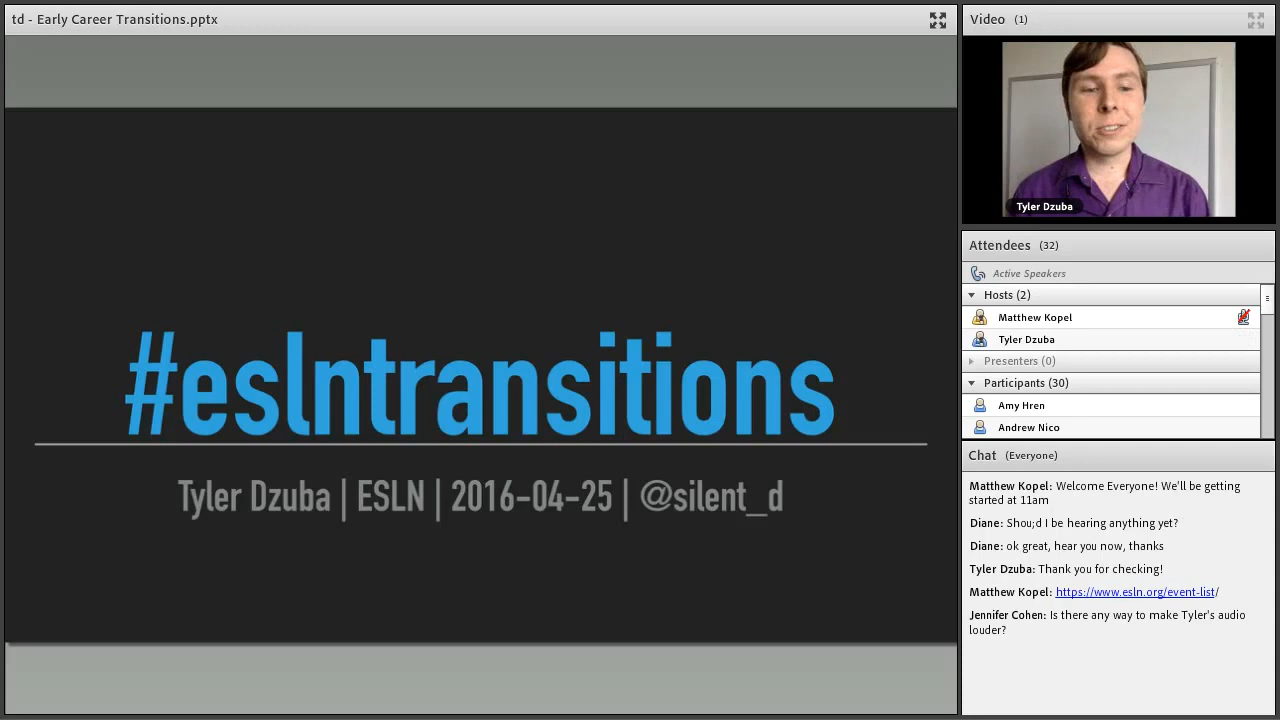 td - Early Career Transitions.pptx
#eslntransitions
Tyler Dzuba | ESLN | 2016-04-25 | @silent_d
Video (1)
Tyler Dzuba
Attendees (32)
Active Speakers
Hosts (2)
Matthew Kopel
Tyler Dzuba
Presenters (0)
Participants (30)
Amy Hren
Andrew Nico
Chat (Everyone)
Matthew Kopel: Welcome Everyone! We'll be getting
started at 11am
Diane: Shou;d I be hearing anything yet?
Diane: ok great, hear you now, thanks
Tyler Dzuba: Thank you for checking!
Matthew Kopel: https://www.esln.org/event-list/
Jennifer Cohen: Is there any way to make Tyler's audio
louder?